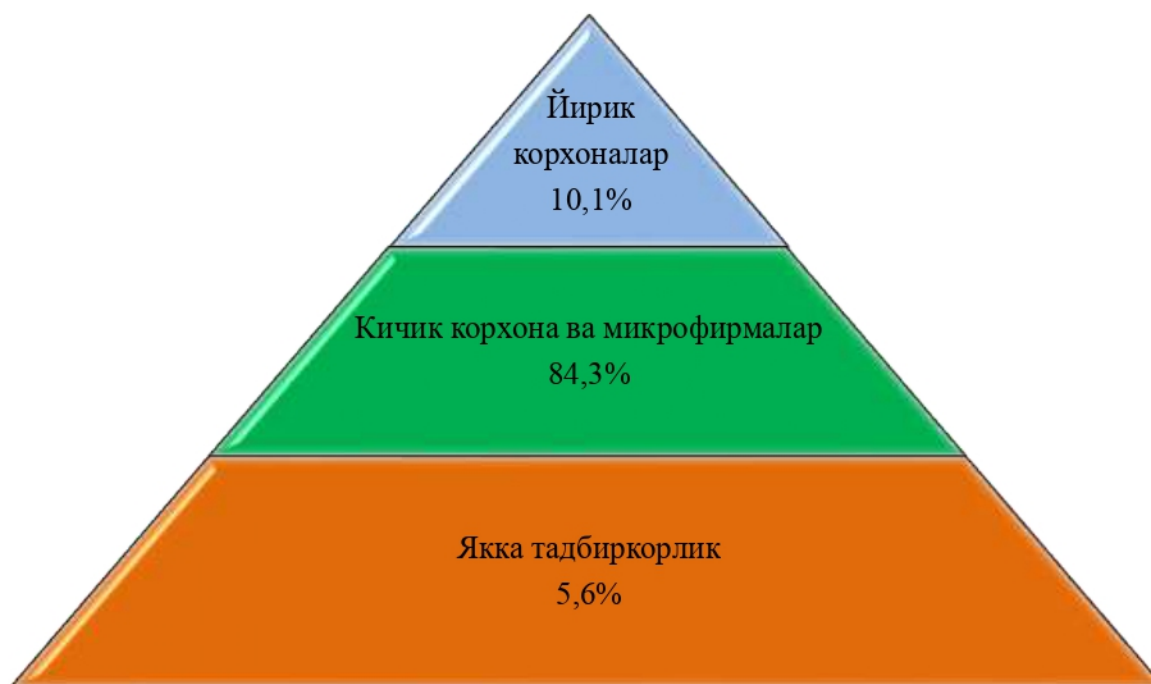 Йирик
корхоналар
10,1%
Кичик корхона ва микрофирмалар
84,3%
Якка тадбиркорлик
5,6%